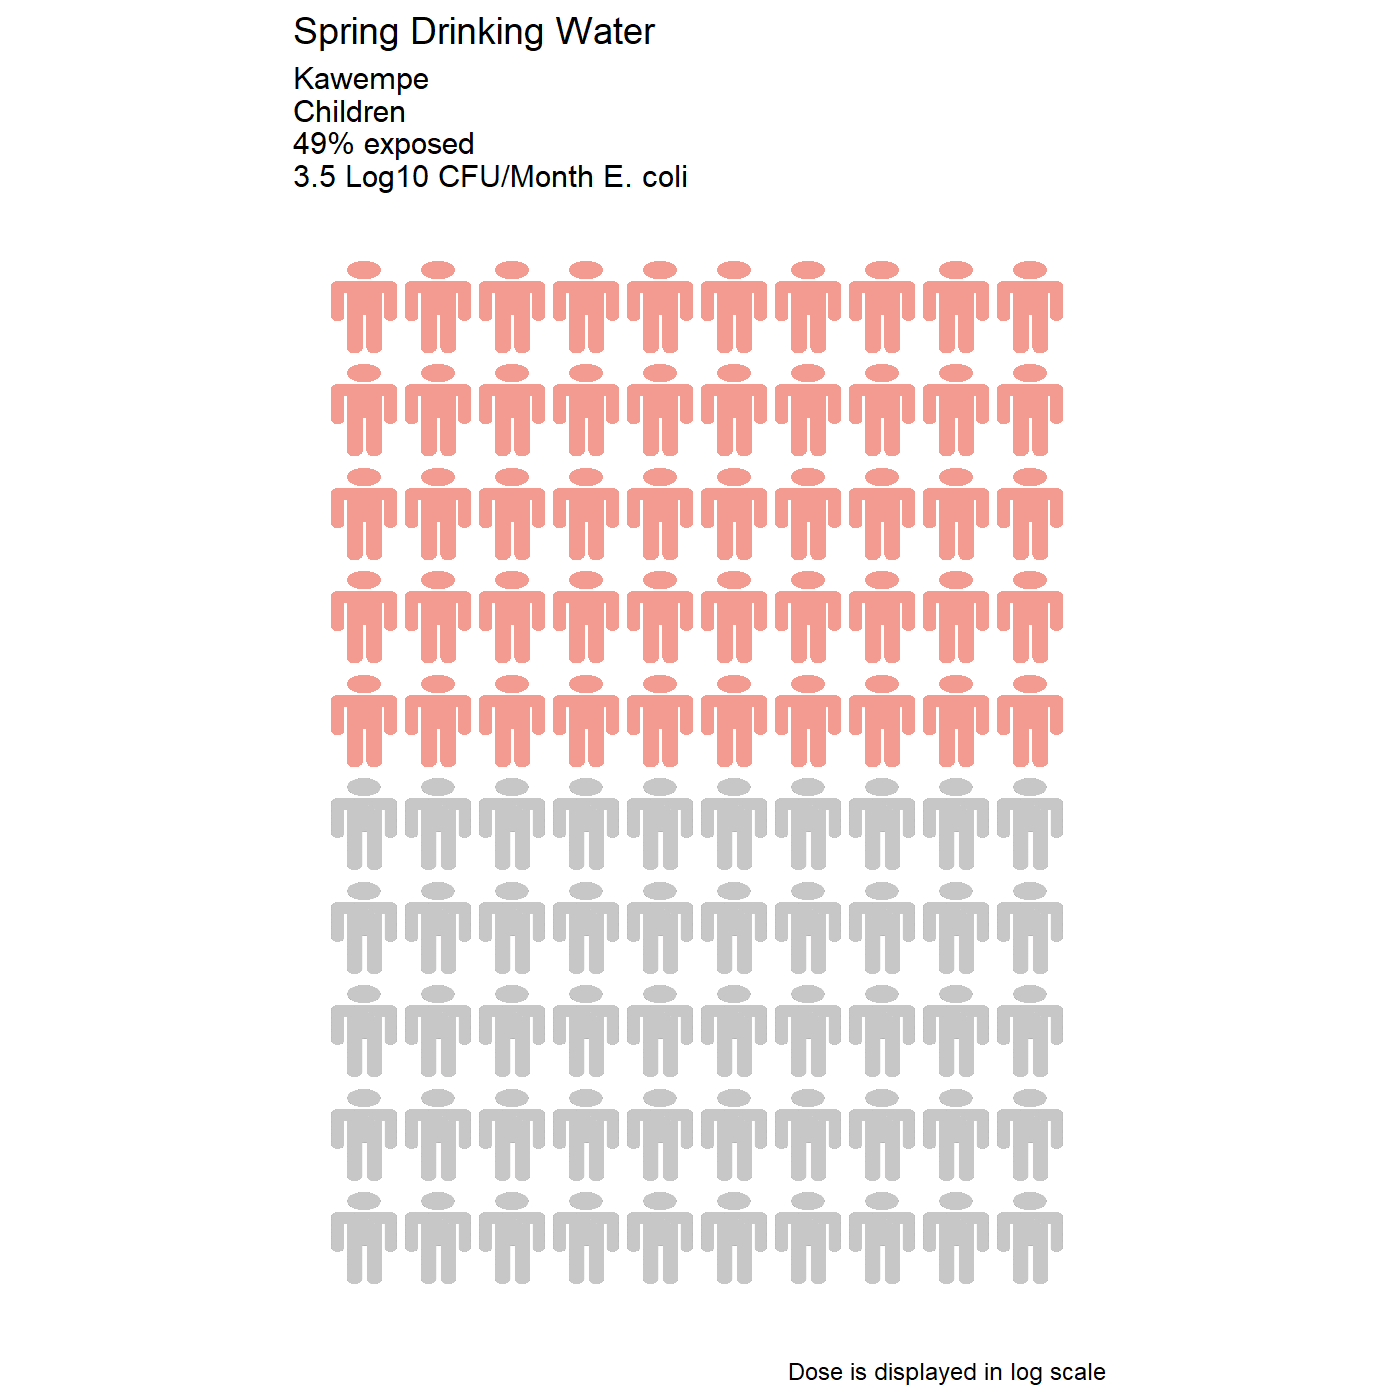 Spring Drinking Water
Kawempe
Children
49% exposed
3.5 Log10 CFU/Month E. coli
Dose is displayed in log scale